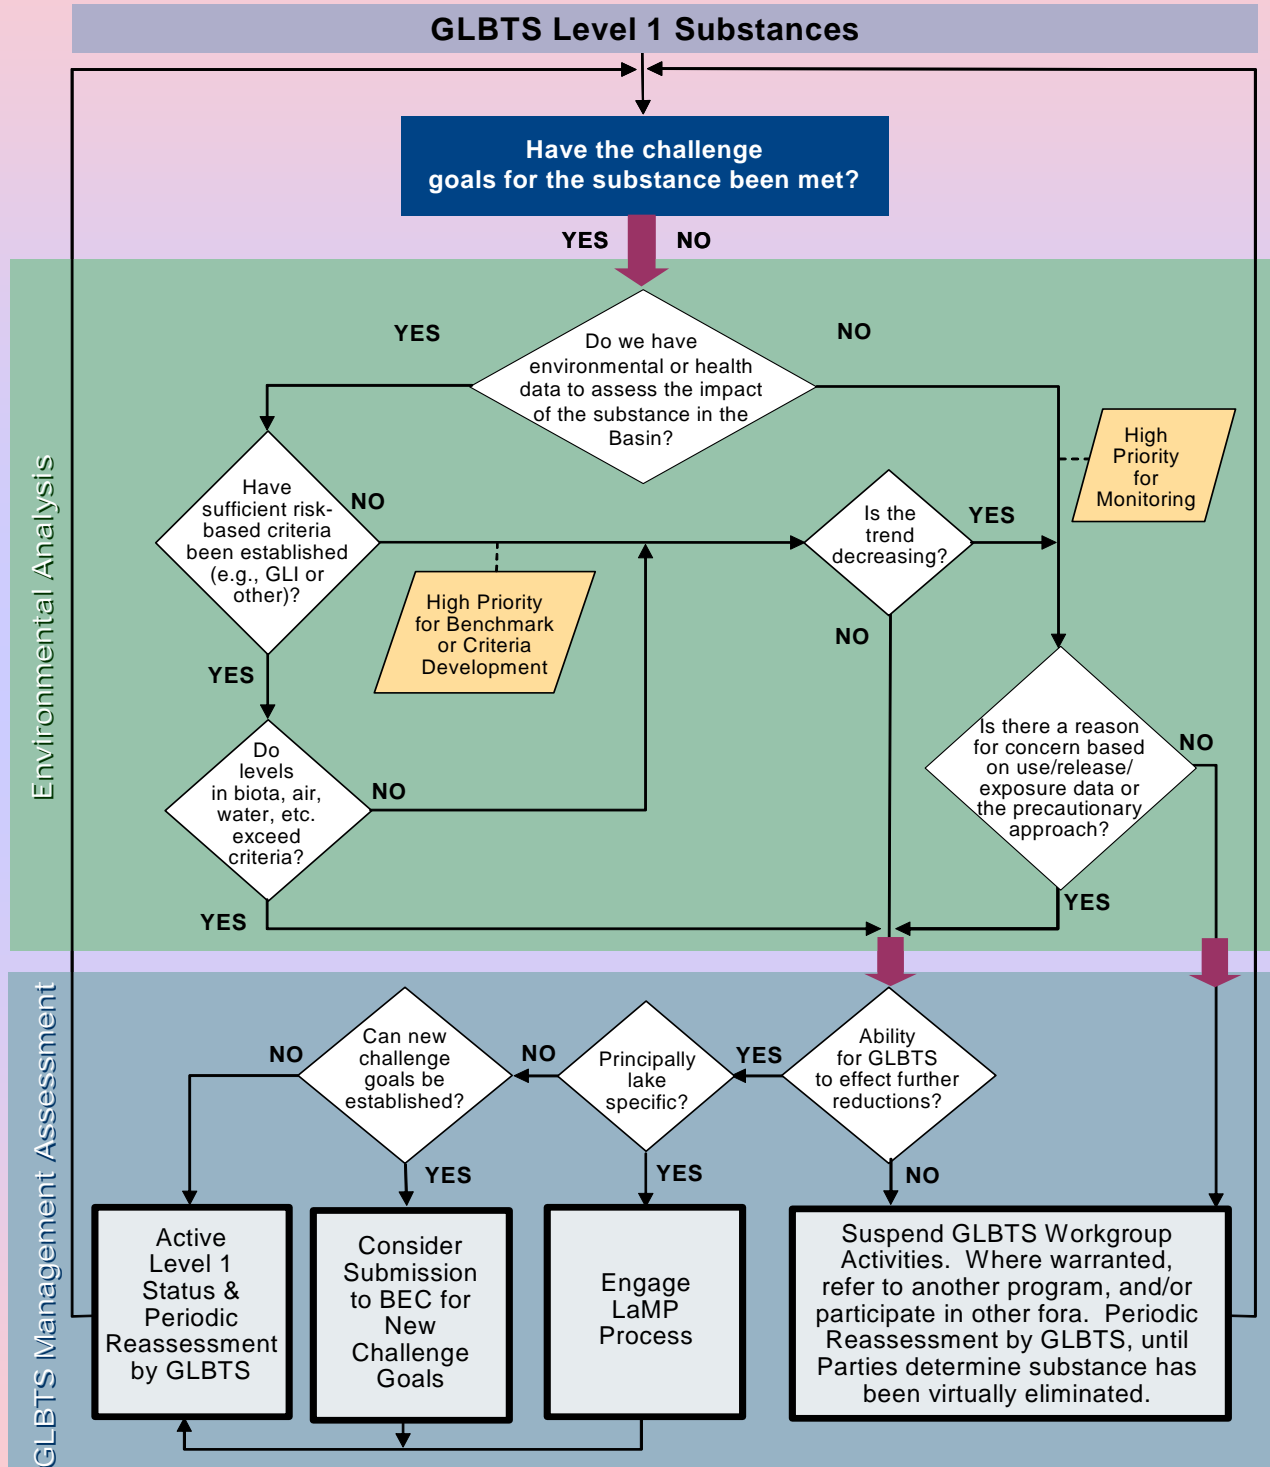 GLBTS Level 1 Substances
Have the challenge
goals for the substance been met?
YES
NO
Environmental Analysis
YES
NO
Do we have
environmental or health
data to assess the impact
of the substance in the
Basin?
High
Priority
for
Monitoring
Have
sufficient risk-
based criteria
been established
(e.g., GLI or
other)?
NO
High Priority
for Benchmark
or Criteria
Development
Is the
trend
decreasing?
YES
NO
YES
Do
levels
in biota, air,
water, etc.
exceed
criteria?
NO
YES
Is there a reason
for concern based
on use/release/
exposure data or
the precautionary
approach?
NO
YES
GLBTS Management Assessment
Ability
for GLBTS
to effect further
reductions?
YES
NO
Principally
lake
specific?
NO
YES
Can new
challenge
goals be
established?
NO
YES
Active
Level 1
Status &
Periodic
Reassessment
by GLBTS
Consider
Submission
to BEC for
New
Challenge
Goals
Engage
LaMP
Process
Suspend GLBTS Workgroup
Activities.  Where warranted,
refer to another program, and/or
participate in other fora.  Periodic
Reassessment by GLBTS, until
Parties determine substance has
been virtually eliminated.